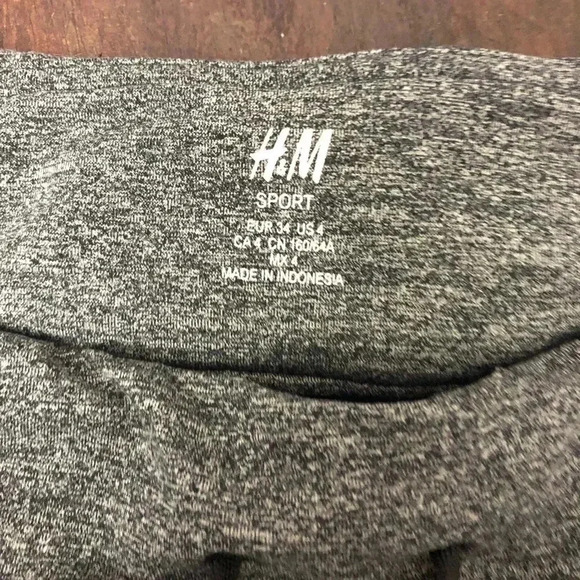 H&M
SPORT
EUR 34 US 4
CA 4 CN 160/64A
MX 4
MADE IN INDONESIA